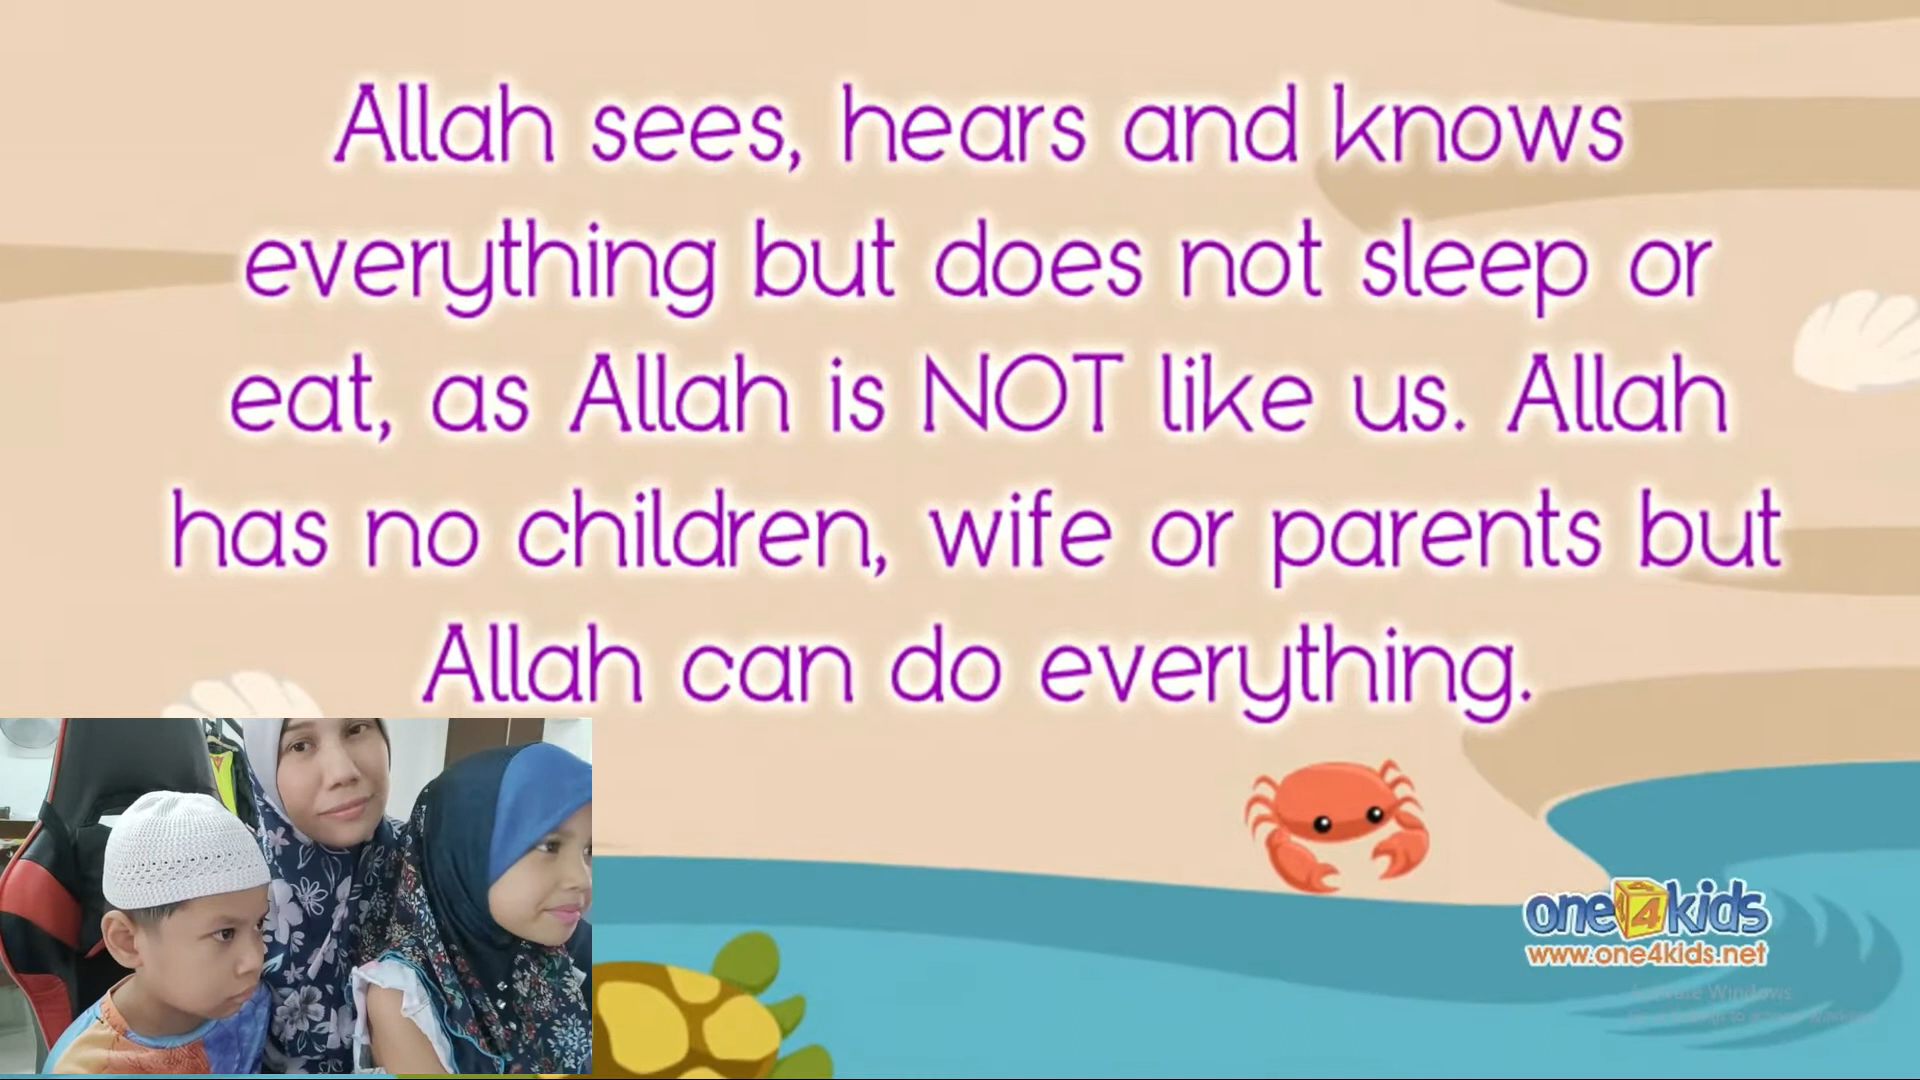 Allah sees, hears and knows
everything but does not sleep or
eat, as Allah is NOT like us. Allah
has no children, wife or parents but
Allah can do everything.
one4kids
www.one4kids.net
Activate Windows